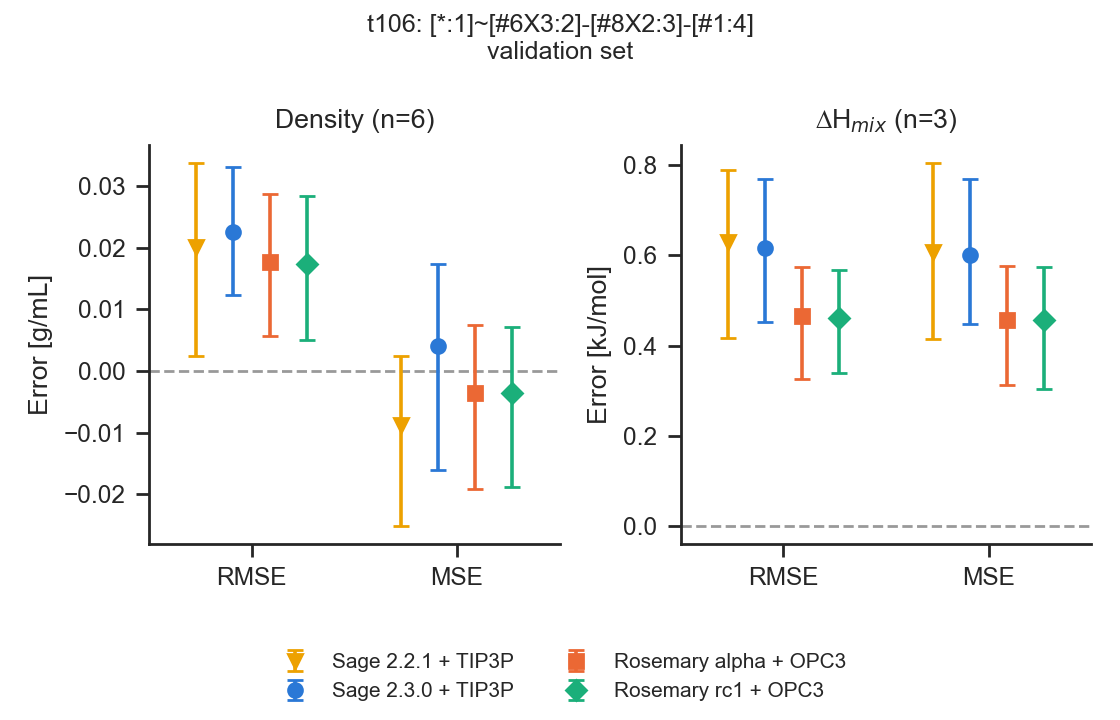 t106: [*:1]~[#6X3:2]-[#8X2:3]-[#1:4]
validation set
Density (n=6)
Error [g/mL]
0.03
0.02
0.01
0.00
−0.01
−0.02
RMSE
MSE
ΔH_mix (n=3)
Error [kJ/mol]
0.8
0.6
0.4
0.2
0.0
RMSE
MSE
Sage 2.2.1 + TIP3P
Sage 2.3.0 + TIP3P
Rosemary alpha + OPC3
Rosemary rc1 + OPC3